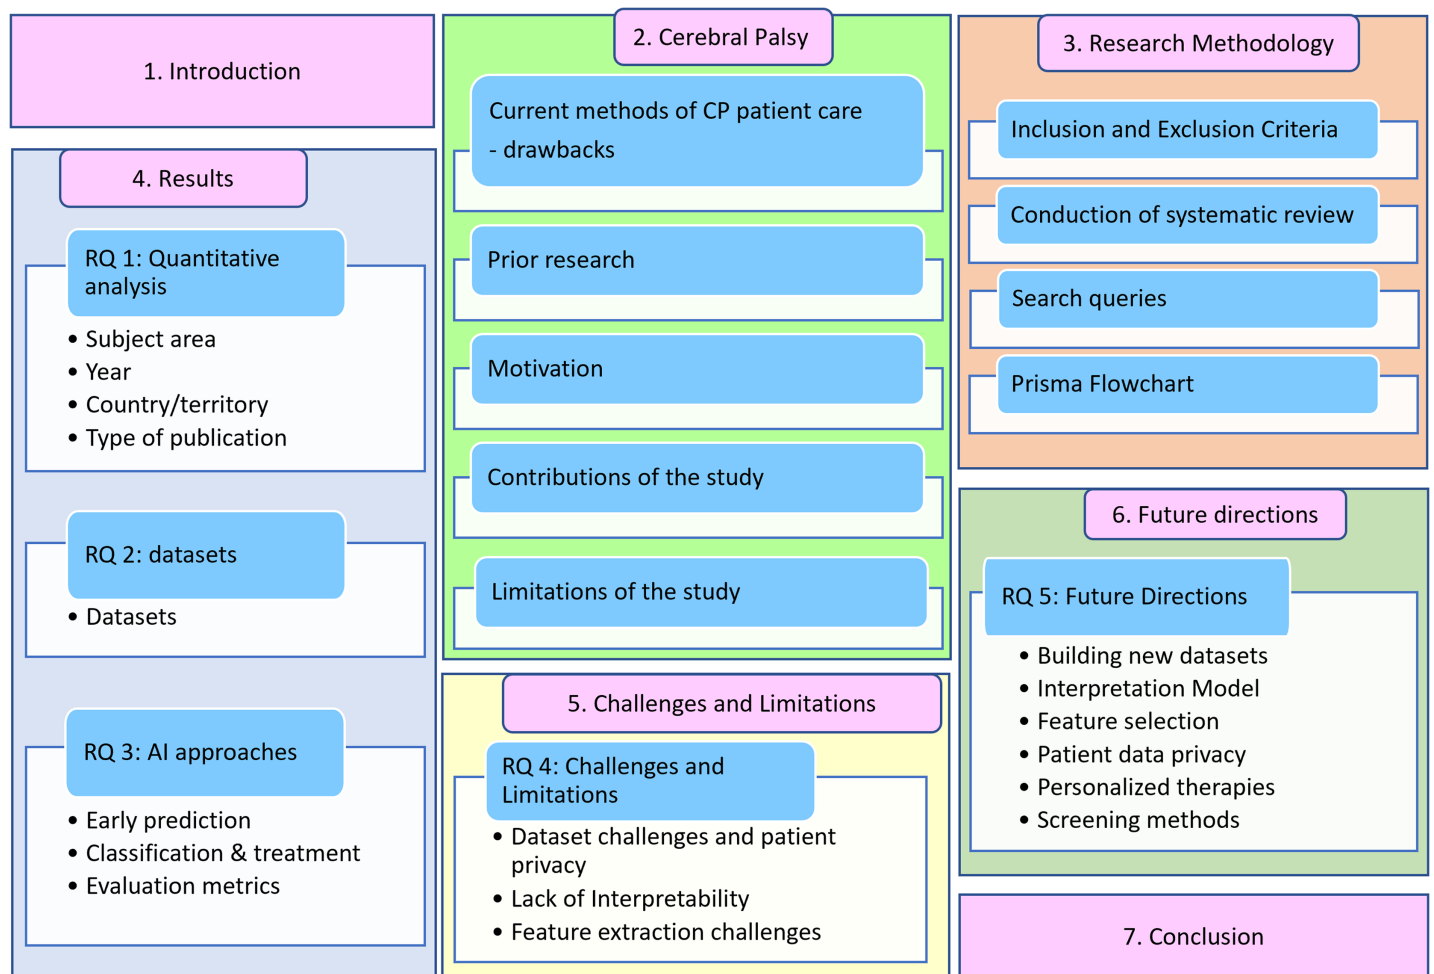 1. Introduction
2. Cerebral Palsy
Current methods of CP patient care
- drawbacks
Prior research
Motivation
Contributions of the study
Limitations of the study
3. Research Methodology
Inclusion and Exclusion Criteria
Conduction of systematic review
Search queries
Prisma Flowchart
4. Results
RQ 1: Quantitative
analysis
• Subject area
• Year
• Country/territory
• Type of publication
RQ 2: datasets
• Datasets
RQ 3: AI approaches
• Early prediction
• Classification & treatment
• Evaluation metrics
5. Challenges and Limitations
RQ 4: Challenges and
Limitations
• Dataset challenges and patient
privacy
• Lack of Interpretability
• Feature extraction challenges
6. Future directions
RQ 5: Future Directions
• Building new datasets
• Interpretation Model
• Feature selection
• Patient data privacy
• Personalized therapies
• Screening methods
7. Conclusion